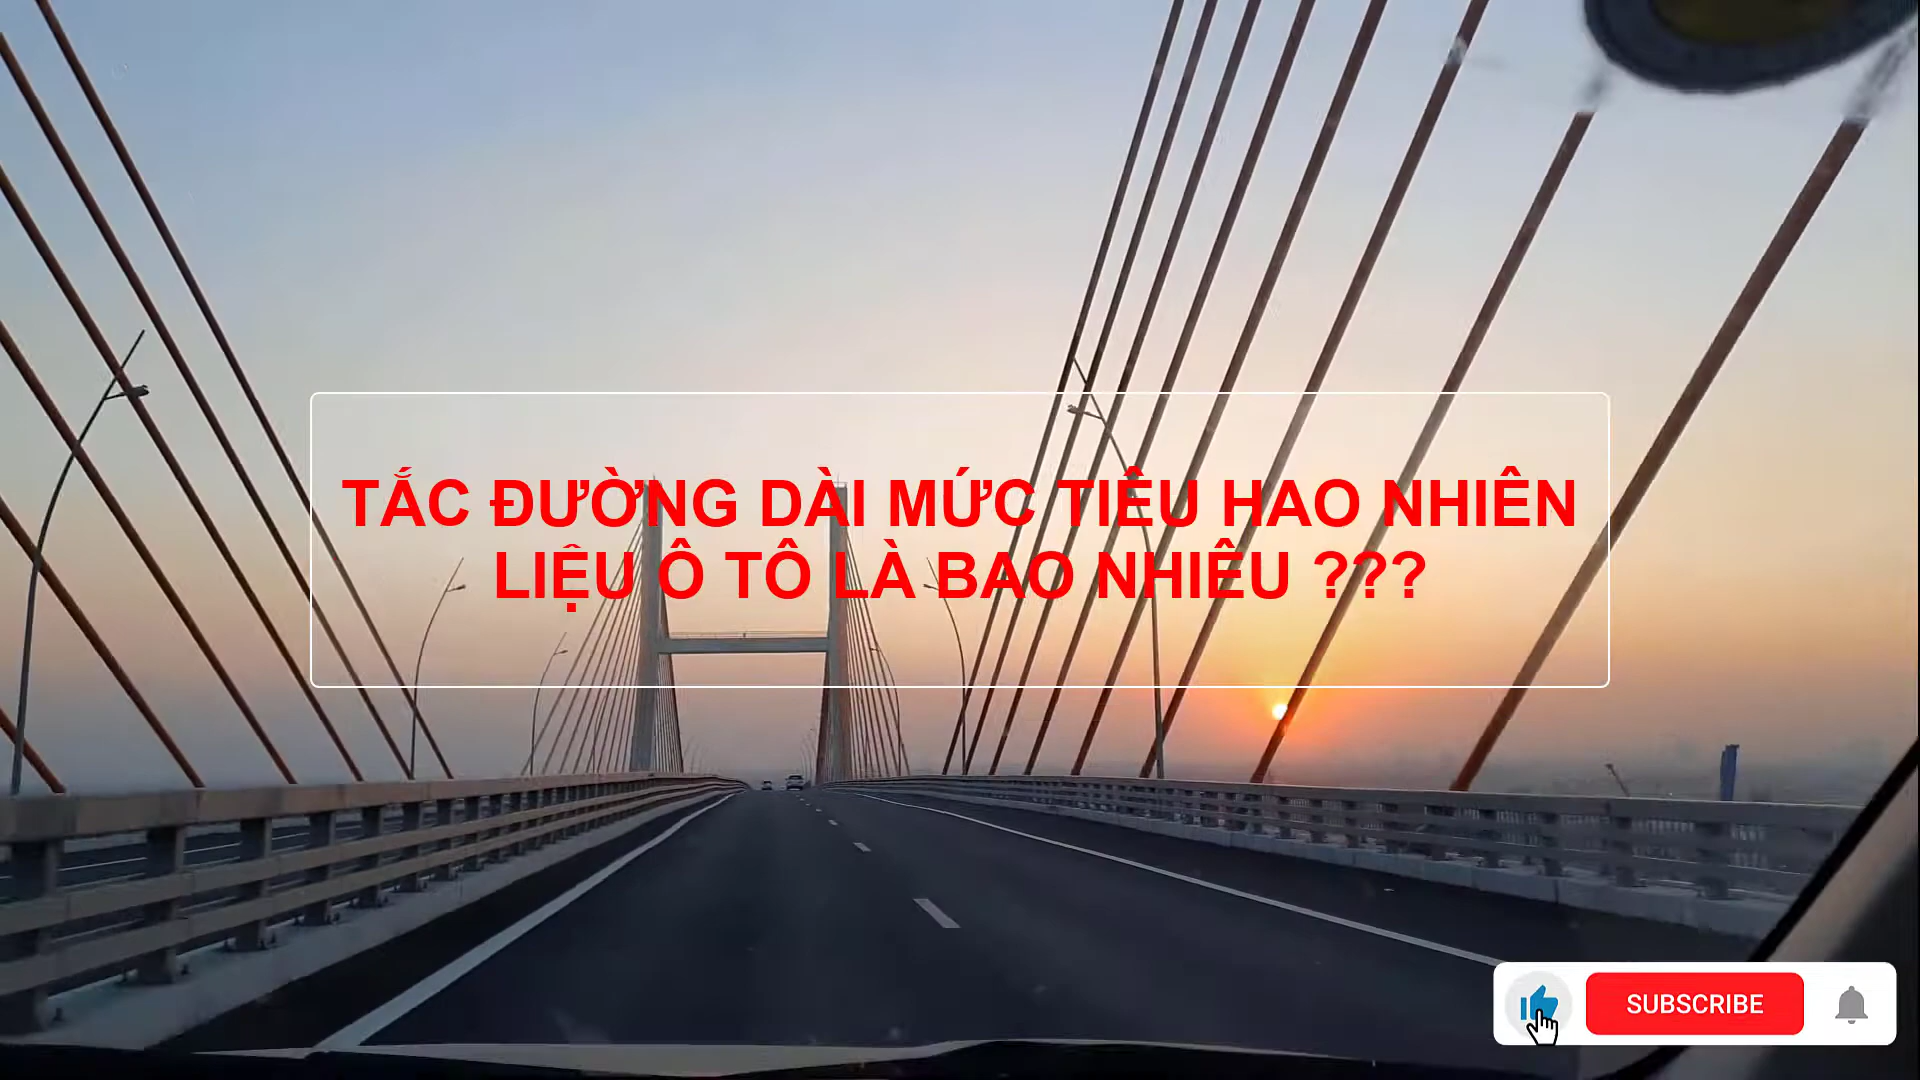 TẮC ĐƯỜNG DÀI MỨC TIÊU HAO NHIÊN
LIỆU Ô TÔ LÀ BAO NHIÊU ???
SUBSCRIBE